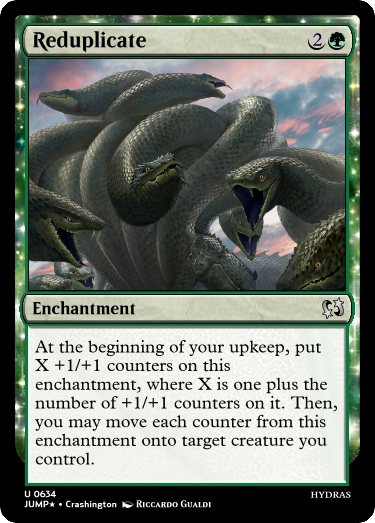 Reduplicate 2
Enchantment
At the beginning of your upkeep, put
X +1/+1 counters on this
enchantment, where X is one plus the
number of +1/+1 counters on it. Then,
you may move each counter from this
enchantment onto target creature you
control.
U 0634
JUMP★ • Crashington Riccardo Gualdi
HYDRAS